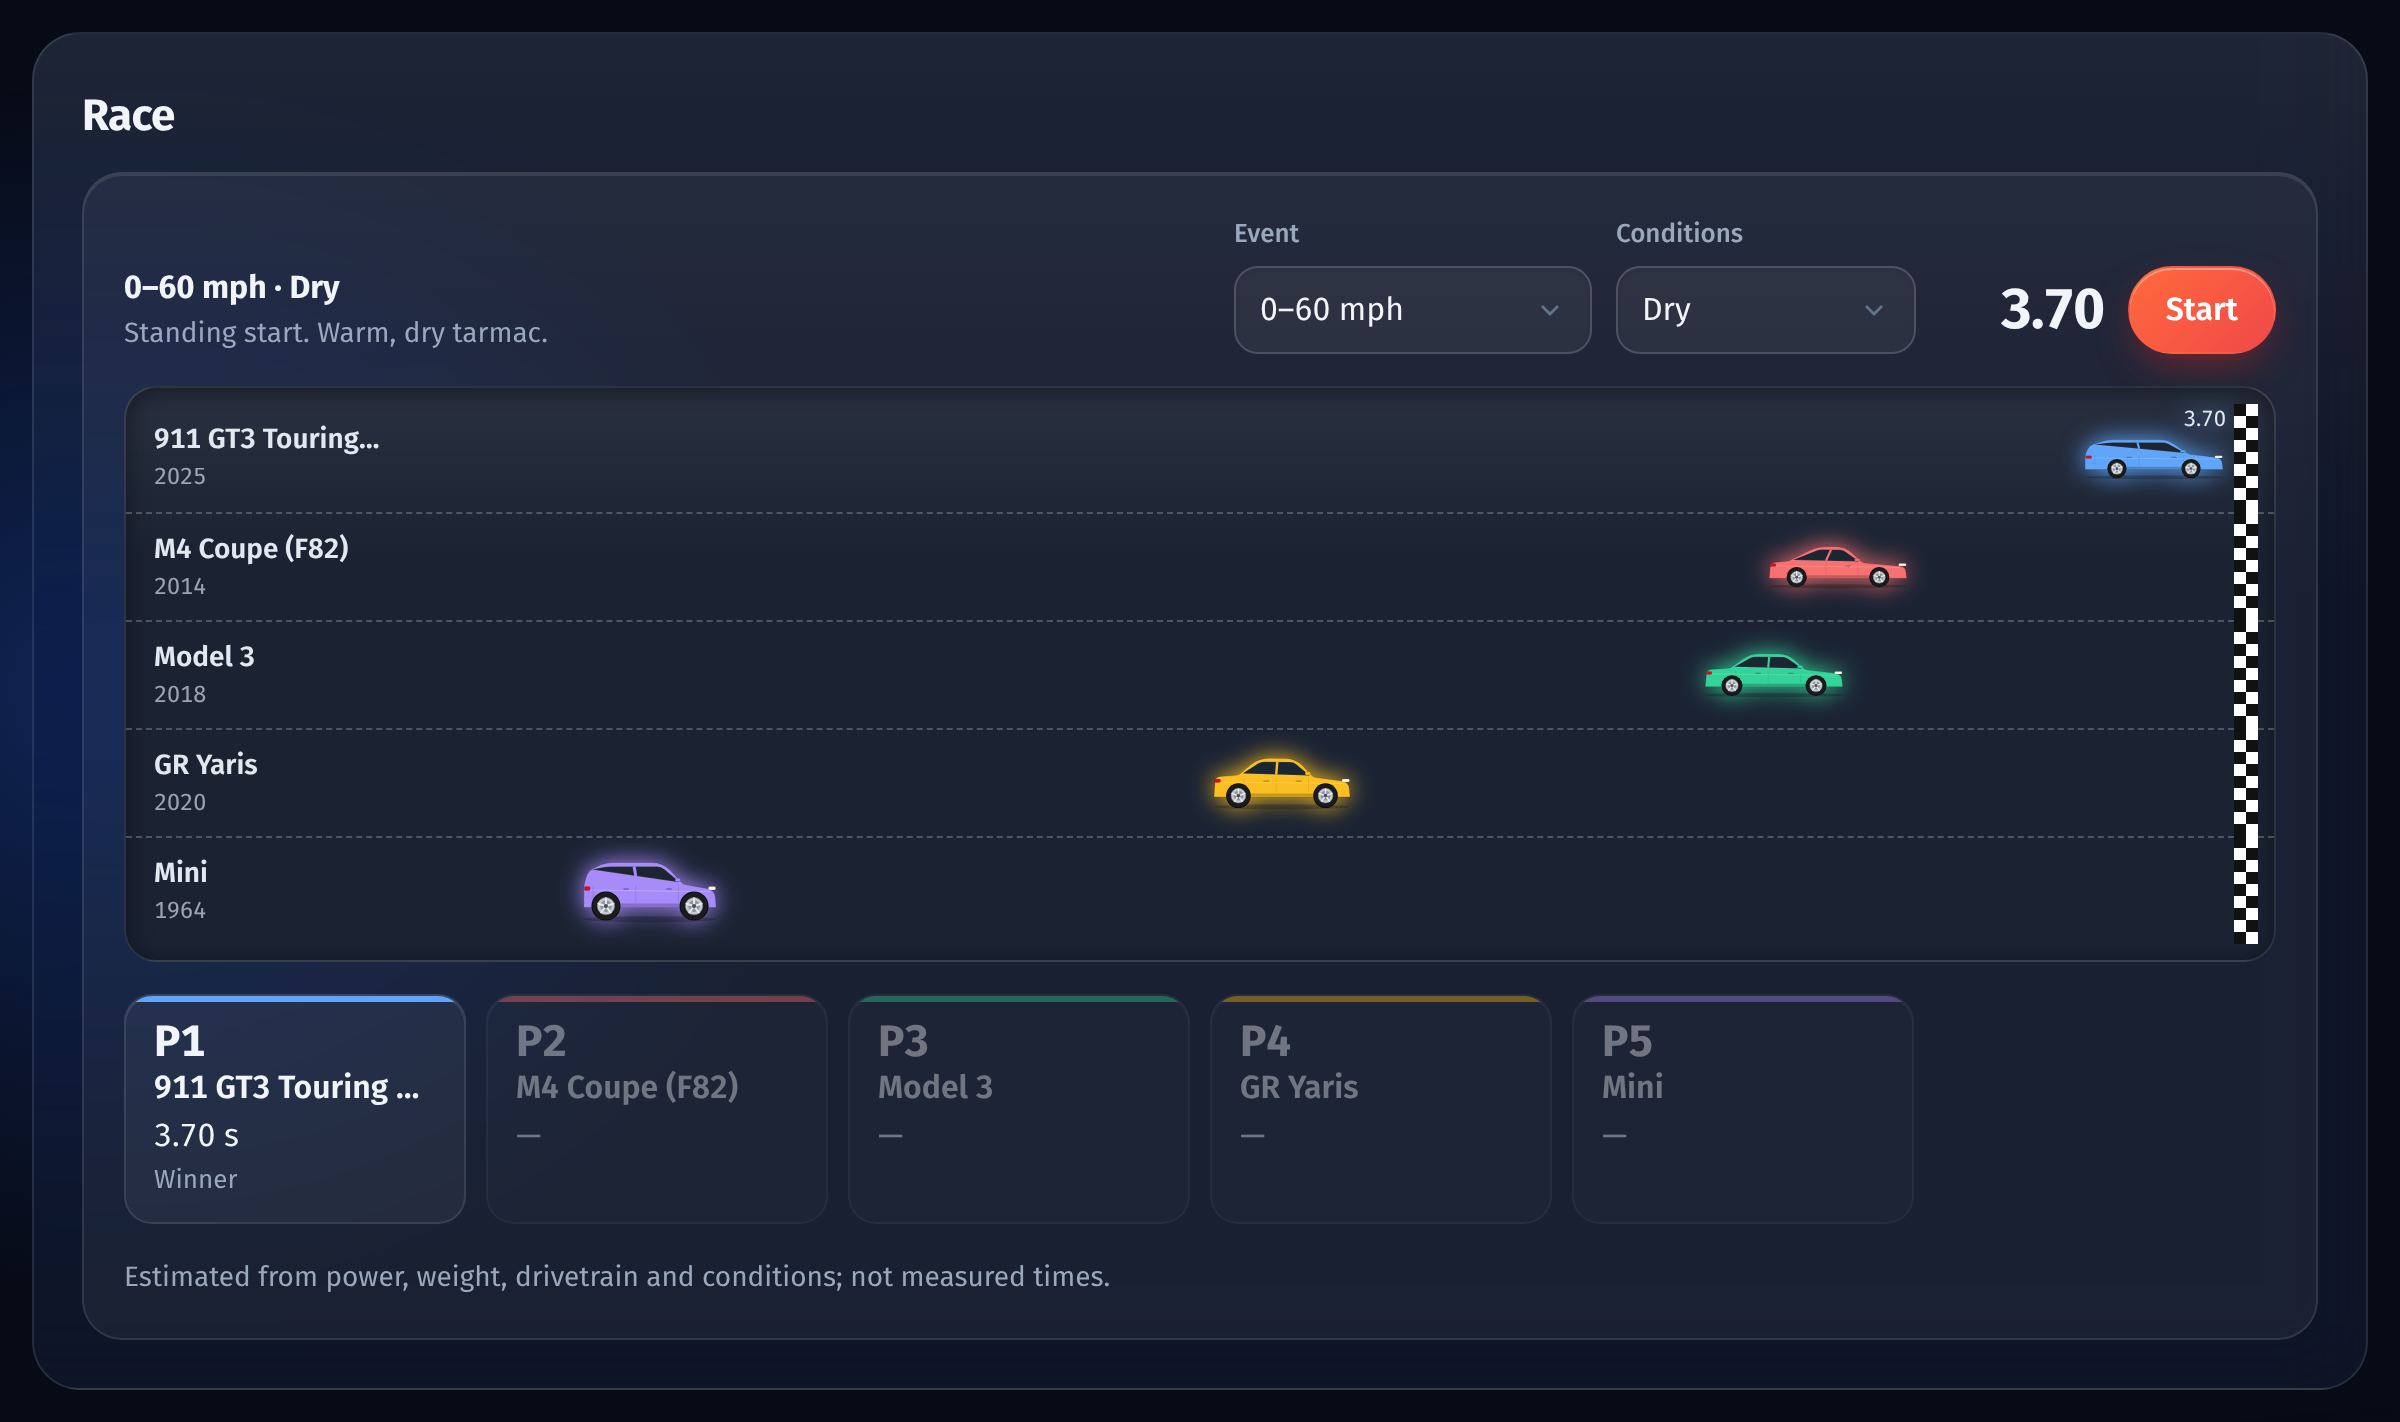 Race
Event
Conditions
0–60 mph · Dry
Standing start. Warm, dry tarmac.
0–60 mph
Dry
3.70
Start
911 GT3 Touring...
2025
3.70
M4 Coupe (F82)
2014
Model 3
2018
GR Yaris
2020
Mini
1964
P1
911 GT3 Touring ...
3.70 s
Winner
P2
M4 Coupe (F82)
—
P3
Model 3
—
P4
GR Yaris
—
P5
Mini
—
Estimated from power, weight, drivetrain and conditions; not measured times.